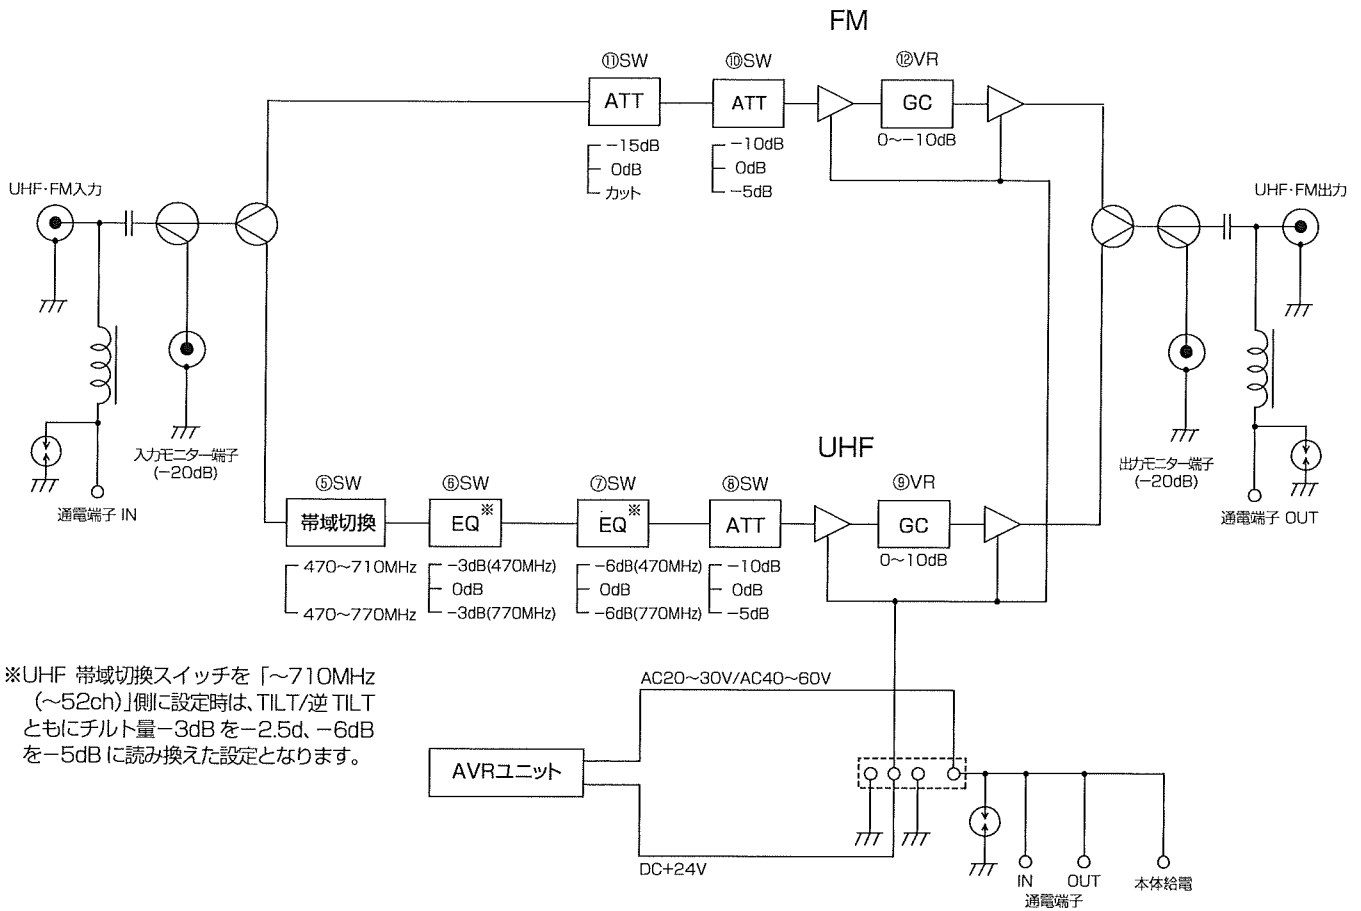 FM
⑪SW
⑩SW
⑫VR
ATT
ATT
GC
-15dB
0dB
カット
-10dB
0dB
-5dB
0~-10dB
UHF・FM入力
UHF・FM出力
入力モニター端子
(-20dB)
通電端子 IN
出力モニター端子
(-20dB)
通電端子 OUT
UHF
⑤SW
⑥SW
⑦SW
⑧SW
⑨VR
帯域切換
EQ※
EQ※
ATT
GC
470~710MHz
470~770MHz
-3dB(470MHz)
0dB
-3dB(770MHz)
-6dB(470MHz)
0dB
-6dB(770MHz)
-10dB
0dB
-5dB
0~10dB
※UHF 帯域切換スイッチを「~710MHz
(~52ch)」側に設定時は、TILT/逆 TILT
ともにチルト量-3dB を-2.5d、-6dB
を-5dB に読み換えた設定となります。
AC20~30V/AC40~60V
AVRユニット
DC+24V
IN
OUT
通電端子
本体給電